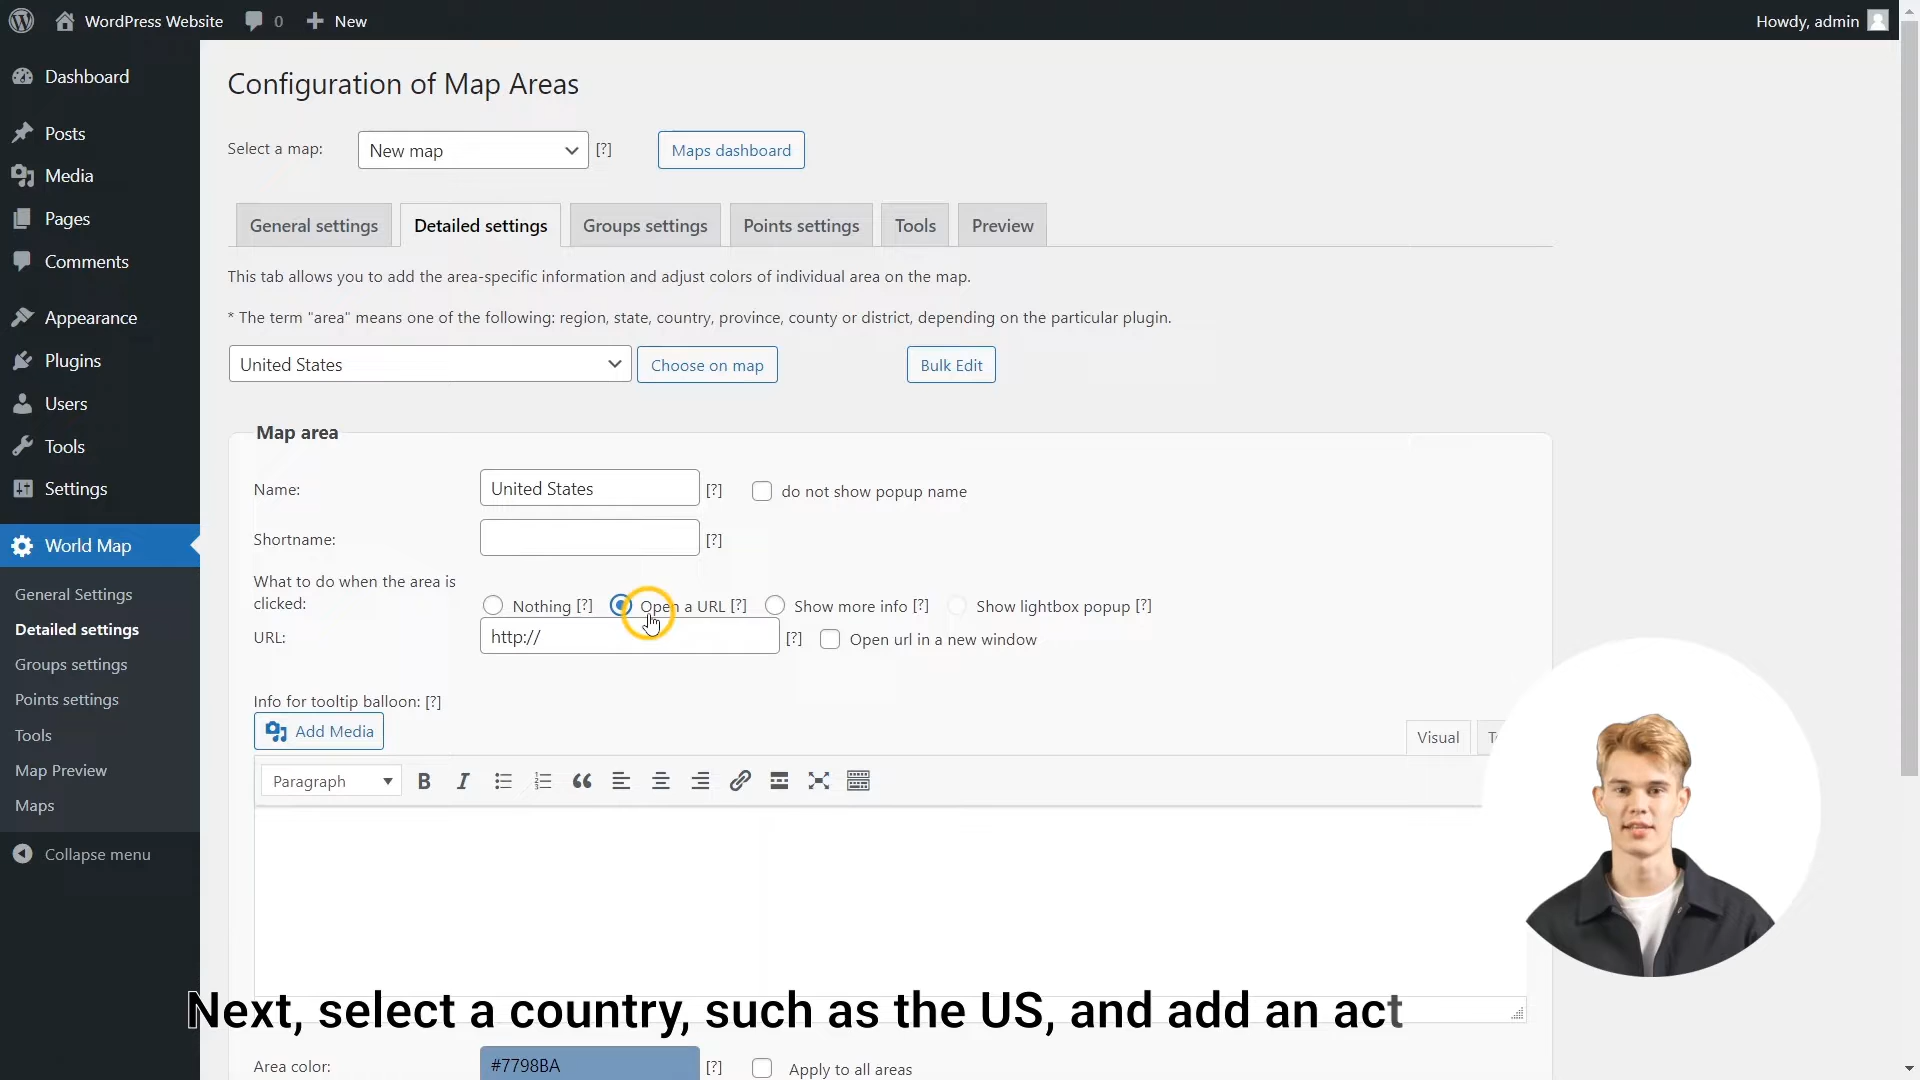 WordPress Website 0 New Howdy, admin
Dashboard
Posts
Media
Pages
Comments
Appearance
Plugins
Users
Tools
Settings
World Map
General Settings
Detailed settings
Groups settings
Points settings
Tools
Map Preview
Maps
Collapse menu
Configuration of Map Areas
Select a map: New map [?] Maps dashboard
General settings Detailed settings Groups settings Points settings Tools Preview
This tab allows you to add the area-specific information and adjust colors of individual area on the map.
* The term "area" means one of the following: region, state, country, province, county or district, depending on the particular plugin.
United States Choose on map Bulk Edit
Map area
Name: United States [?] do not show popup name
Shortname: [?]
What to do when the area is
clicked: Nothing [?] Open a URL [?] Show more info [?] Show lightbox popup [?]
URL: http:// [?] Open url in a new window
Info for tooltip balloon: [?]
Add Media Visual
Paragraph
Next, select a country, such as the US, and add an act
Area color: #7798BA [?] Apply to all areas